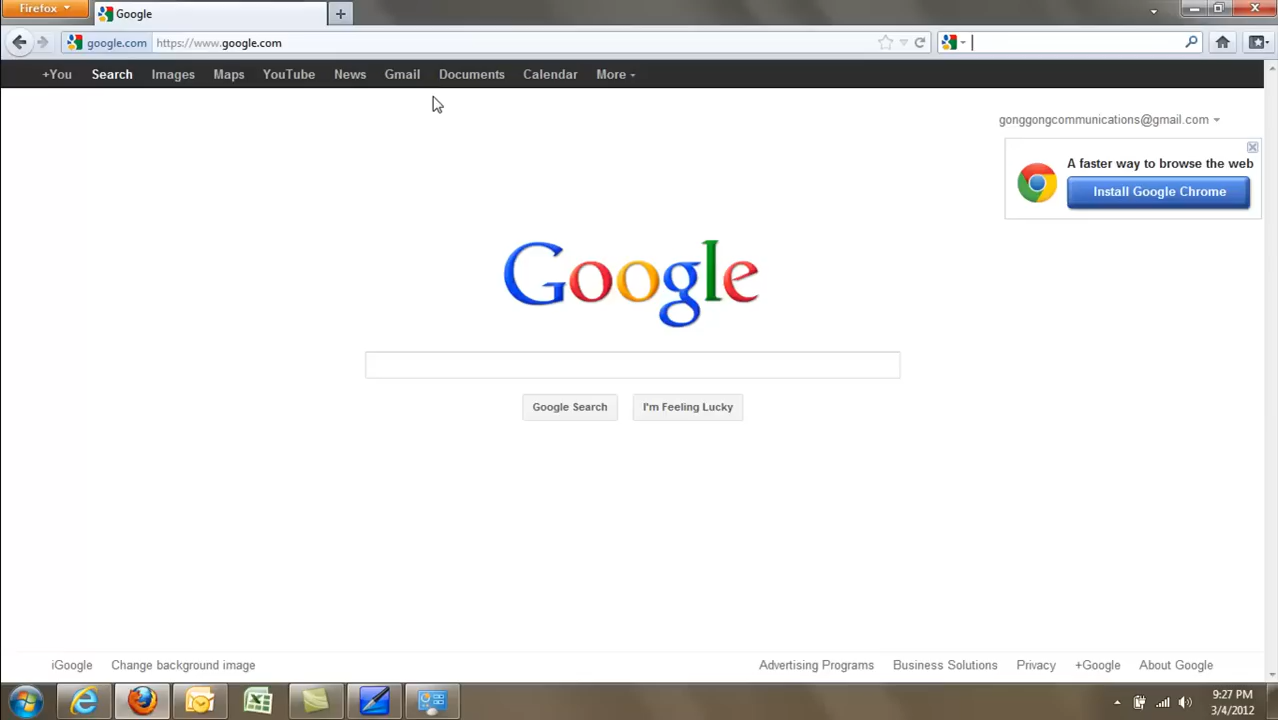 Firefox
Google
google.com https://www.google.com
+You Search Images Maps YouTube News Gmail Documents Calendar More
gonggongcommunications@gmail.com
A faster way to browse the web
Install Google Chrome
Google
Google Search I'm Feeling Lucky
iGoogle Change background image Advertising Programs Business Solutions Privacy +Google About Google
9:27 PM
3/4/2012